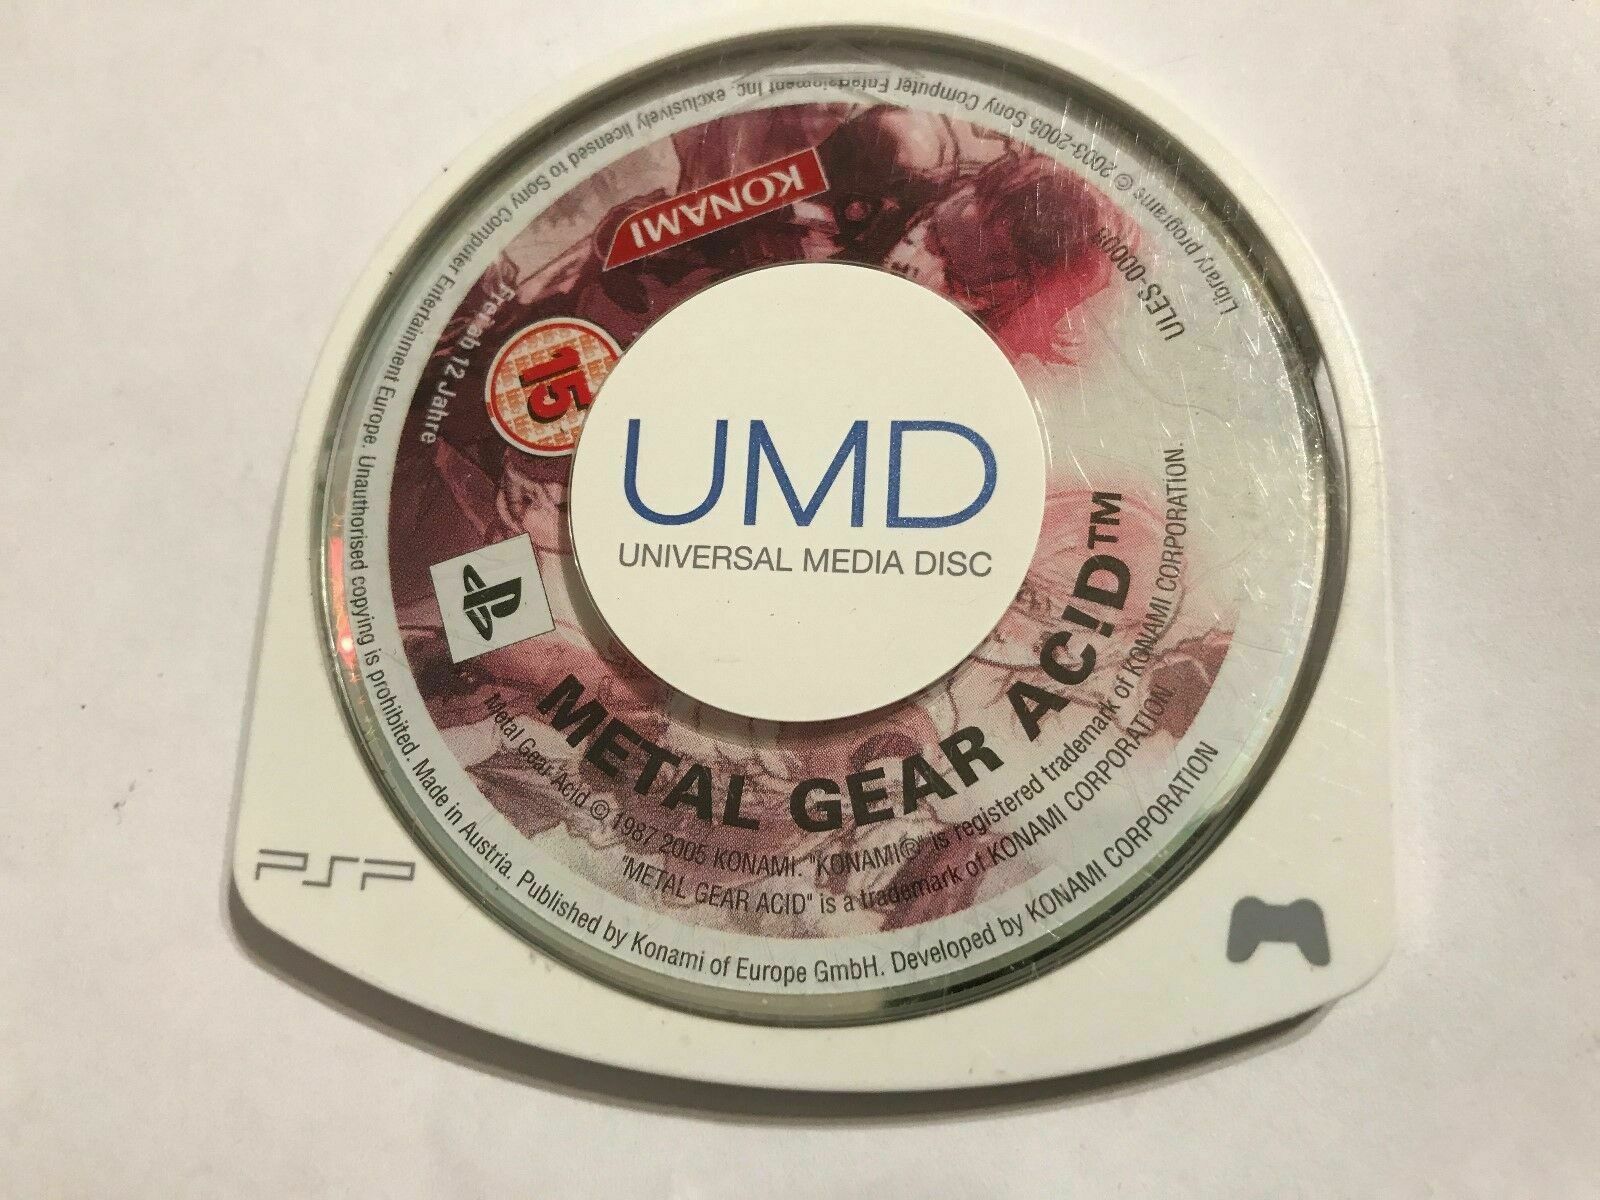 KONAMI
15
Frei ab 12 Jahre
ULES-00008
UMD
UNIVERSAL MEDIA DISC
METAL GEAR AC!D™
Metal Gear Acid © 1987 2005 KONAMI. "KONAMI®" is registered trademark of KONAMI CORPORATION.
"METAL GEAR ACID" is a trademark of KONAMI CORPORATION.
Library programs © 2003-2005 Sony Computer Entertainment Inc. exclusively licensed to Sony Computer Entertainment Europe. Unauthorised copying is prohibited. Made in Austria. Published by Konami of Europe GmbH. Developed by KONAMI CORPORATION
PSP